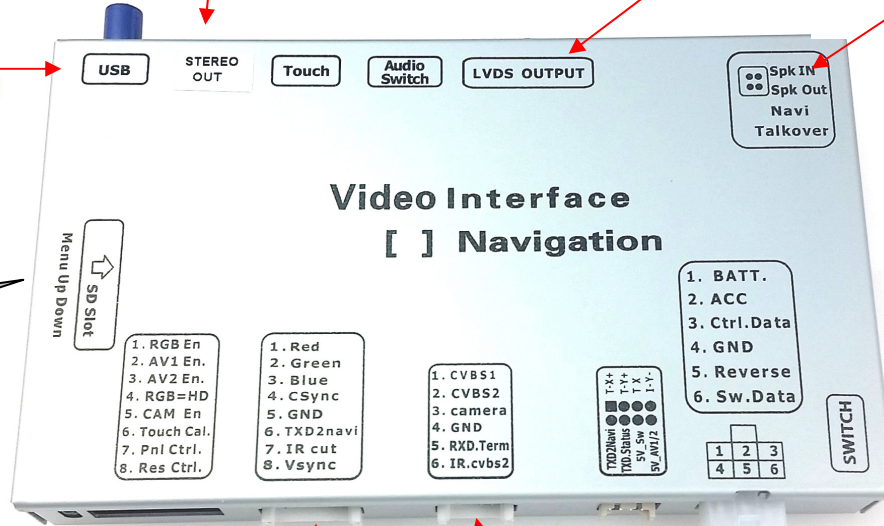 USB
STEREO
OUT
Touch
Audio
Switch
LVDS OUTPUT
Spk IN
Spk Out
Navi
Talkover
Video Interface
[ ] Navigation
Menu Up Down
SD Slot
1. RGB En
2. AV1 En.
3. AV2 En.
4. RGB=HD
5. CAM En
6. Touch Cal.
7. Pnl Ctrl.
8. Res Ctrl.
1. Red
2. Green
3. Blue
4. CSync
5. GND
6. TXD2navi
7. IR cut
8. Vsync
1. CVBS1
2. CVBS2
3. camera
4. GND
5. RXD.Term
6. IR.cvbs2
T-X+
T-Y+
T X
I-Y-
TXD2Navi
TXD.Status
5V_Sw
5V_AV1/2
1. BATT.
2. ACC
3. Ctrl.Data
4. GND
5. Reverse
6. Sw.Data
1 2 3
4 5 6
SWITCH